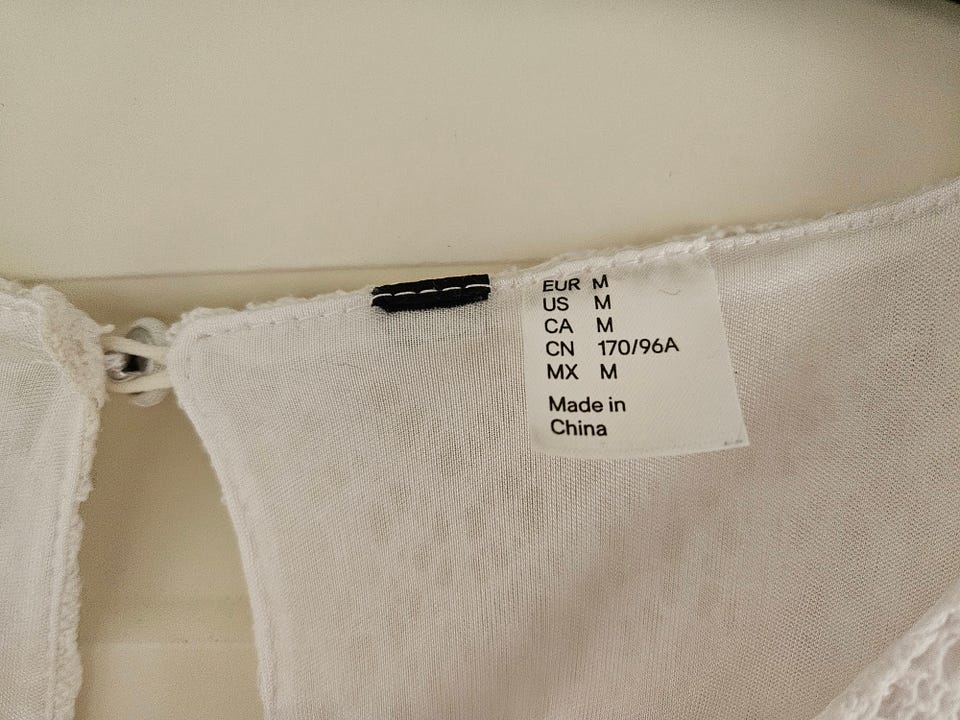 EUR M
US M
CA M
CN 170/96A
MX M
Made in
China